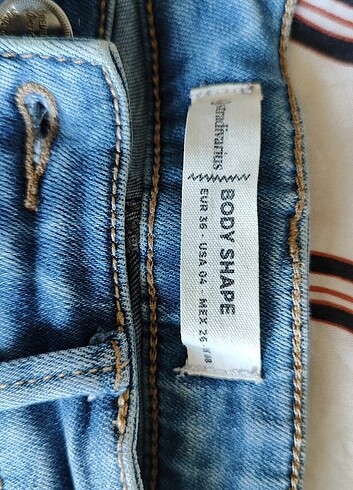 stradivarius
BODY SHAPE
EUR 36 · USA 04 · MEX 26